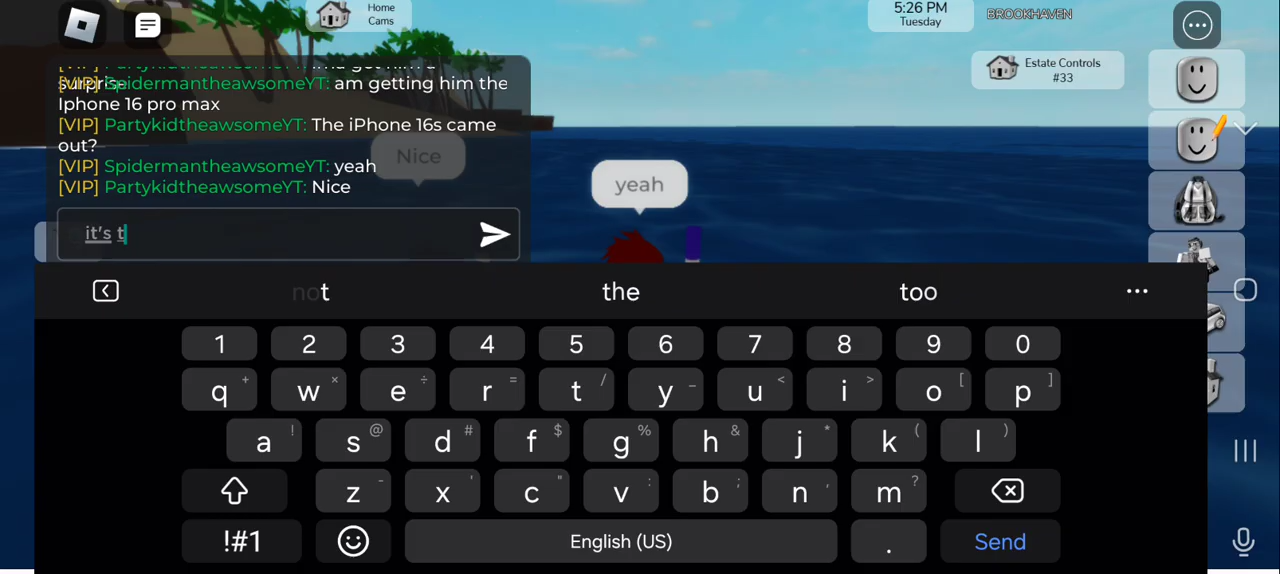 Home
Cams
5:26 PM
Tuesday
BROOKHAVEN
Estate Controls
#33
surprise
[VIP] SpidermantheawsomeYT: am getting him the
Iphone 16 pro max
[VIP] PartykidtheawsomeYT: The iPhone 16s came
out?
[VIP] SpidermantheawsomeYT: yeah
[VIP] PartykidtheawsomeYT: Nice
Nice
yeah
it's t
not the too
1 2 3 4 5 6 7 8 9 0
q + w × e ÷ r = t / y _ u < i > o [ p ]
a ! s @ d # f $ g % h & j * k ( l )
z - x ' c " v : b ; n , m ?
!#1 English (US) . Send